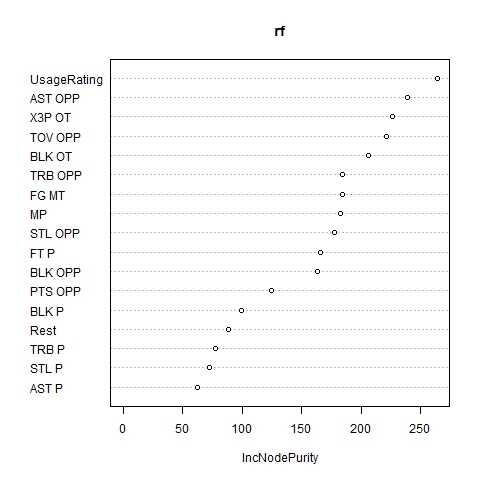 rf
UsageRating
AST OPP
X3P OT
TOV OPP
BLK OT
TRB OPP
FG MT
MP
STL OPP
FT P
BLK OPP
PTS OPP
BLK P
Rest
TRB P
STL P
AST P
0 50 100 150 200 250
IncNodePurity